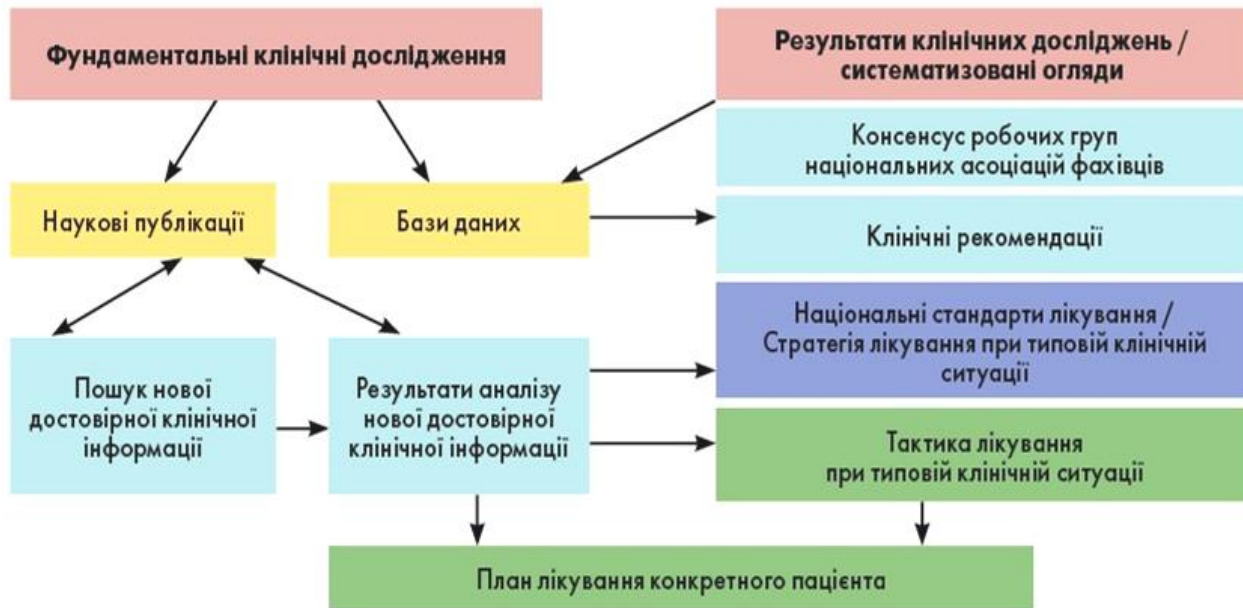 Фундаментальні клінічні дослідження
Результати клінічних досліджень /
систематизовані огляди
Консенсус робочих груп
національних асоціацій фахівців
Наукові публікації
Бази даних
Клінічні рекомендації
Національні стандарти лікування /
Стратегія лікування при типовій клінічній
ситуації
Пошук нової
достовірної клінічної
інформації
Результати аналізу
нової достовірної
клінічної інформації
Тактика лікування
при типовій клінічній ситуації
План лікування конкретного пацієнта